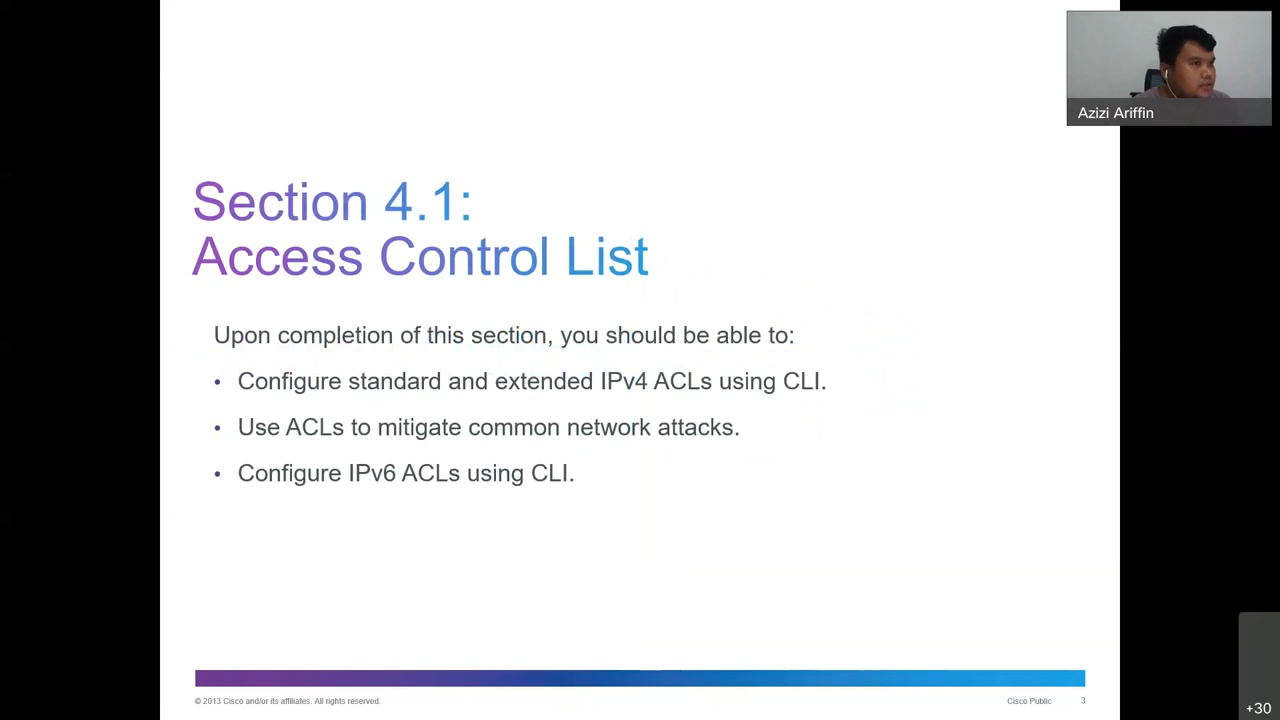 Azizi Ariffin
Section 4.1:
Access Control List
Upon completion of this section, you should be able to:
• Configure standard and extended IPv4 ACLs using CLI.
• Use ACLs to mitigate common network attacks.
• Configure IPv6 ACLs using CLI.
© 2013 Cisco and/or its affiliates. All rights reserved.
Cisco Public
3
+30